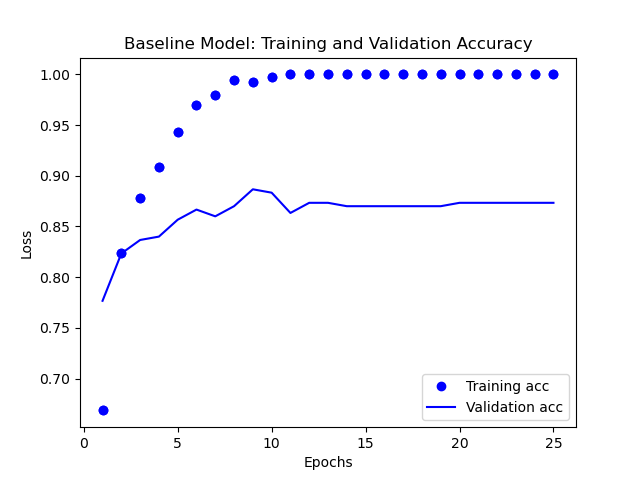 Baseline Model: Training and Validation Accuracy
1.00
0.95
0.90
0.85
0.80
0.75
0.70
Loss
0 5 10 15 20 25
Epochs
Training acc
Validation acc